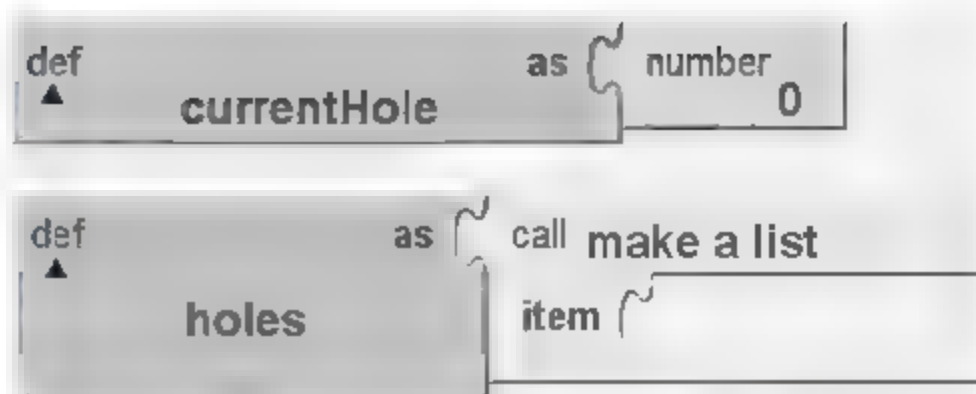 def as number
currentHole 0
def as call make a list
item
holes